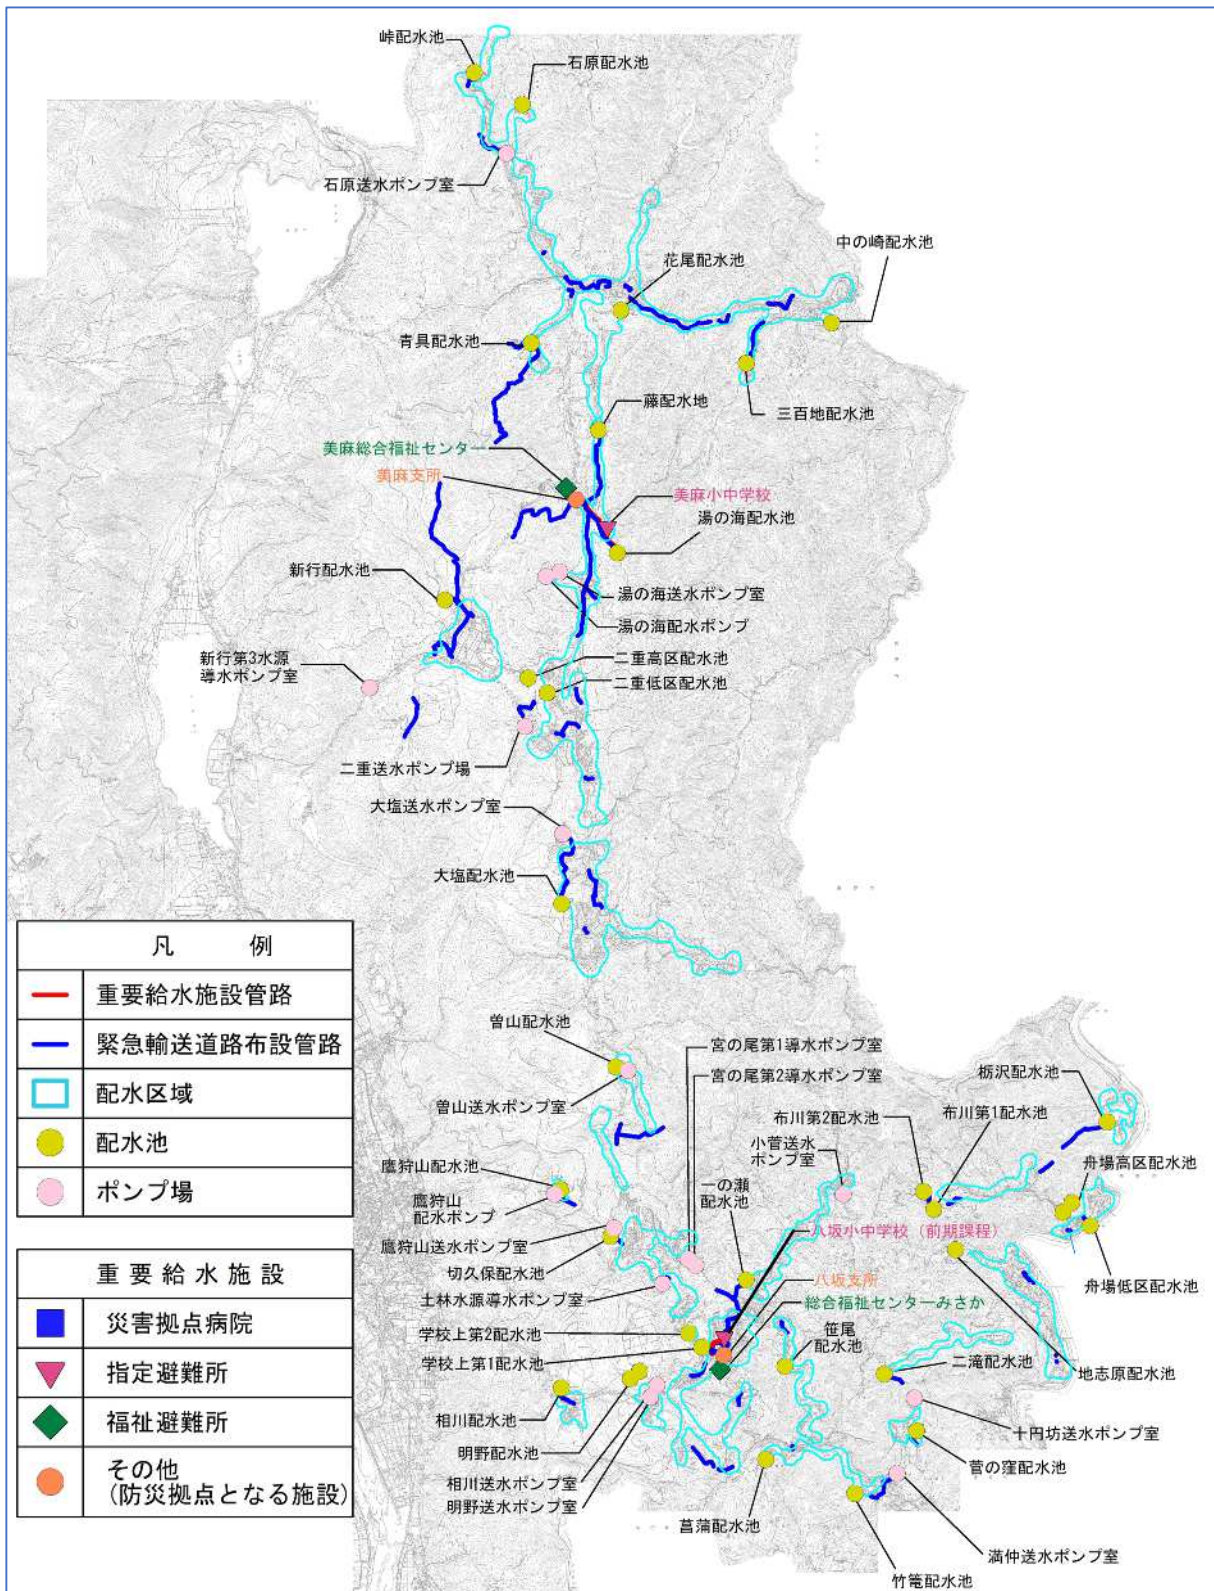 峠配水池
石原配水池
石原送水ポンプ室
中の崎配水池
花尾配水池
青具配水池
三百地配水池
藤配水地
美麻総合福祉センター
美麻支所
美麻小中学校
湯の海配水池
新行配水池
湯の海送水ポンプ室
湯の海配水ポンプ
新行第3水源
導水ポンプ室
二重高区配水池
二重低区配水池
二重送水ポンプ場
大塩送水ポンプ室
大塩配水池
凡 例
重要給水施設管路
緊急輸送道路布設管路
配水区域
配水池
ポンプ場
重要給水施設
災害拠点病院
指定避難所
福祉避難所
その他
(防災拠点となる施設)
曽山配水池
宮の尾第1導水ポンプ室
宮の尾第2導水ポンプ室
曽山送水ポンプ室
栃沢配水池
布川第2配水池
布川第1配水池
小菅送水
ポンプ室
舟場高区配水池
一の瀬
配水池
鷹狩山配水池
鷹狩山
配水ポンプ
八坂小中学校（前期課程）
鷹狩山送水ポンプ室
切久保配水池
八坂支所
舟場低区配水池
土林水源導水ポンプ室
総合福祉センターみさか
学校上第2配水池
笹尾
配水池
学校上第1配水池
二滝配水池
地志原配水池
相川配水池
十円坊送水ポンプ室
明野配水池
菅の窪配水池
相川送水ポンプ室
明野送水ポンプ室
菖蒲配水池
満仲送水ポンプ室
竹篭配水池